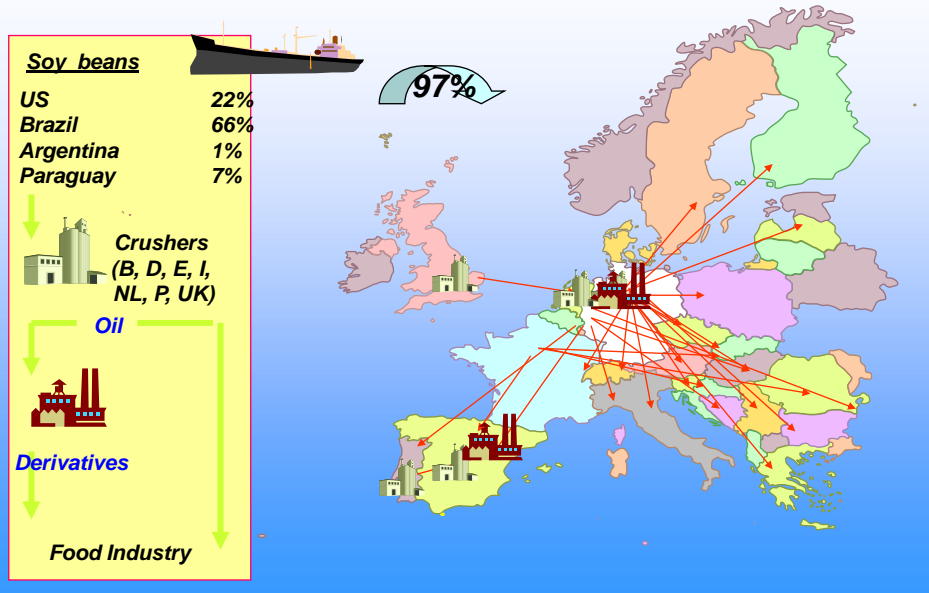 Soy beans
US 22%
Brazil 66%
Argentina 1%
Paraguay 7%
Crushers
(B, D, E, I,
NL, P, UK)
Oil
Derivatives
Food Industry
97%